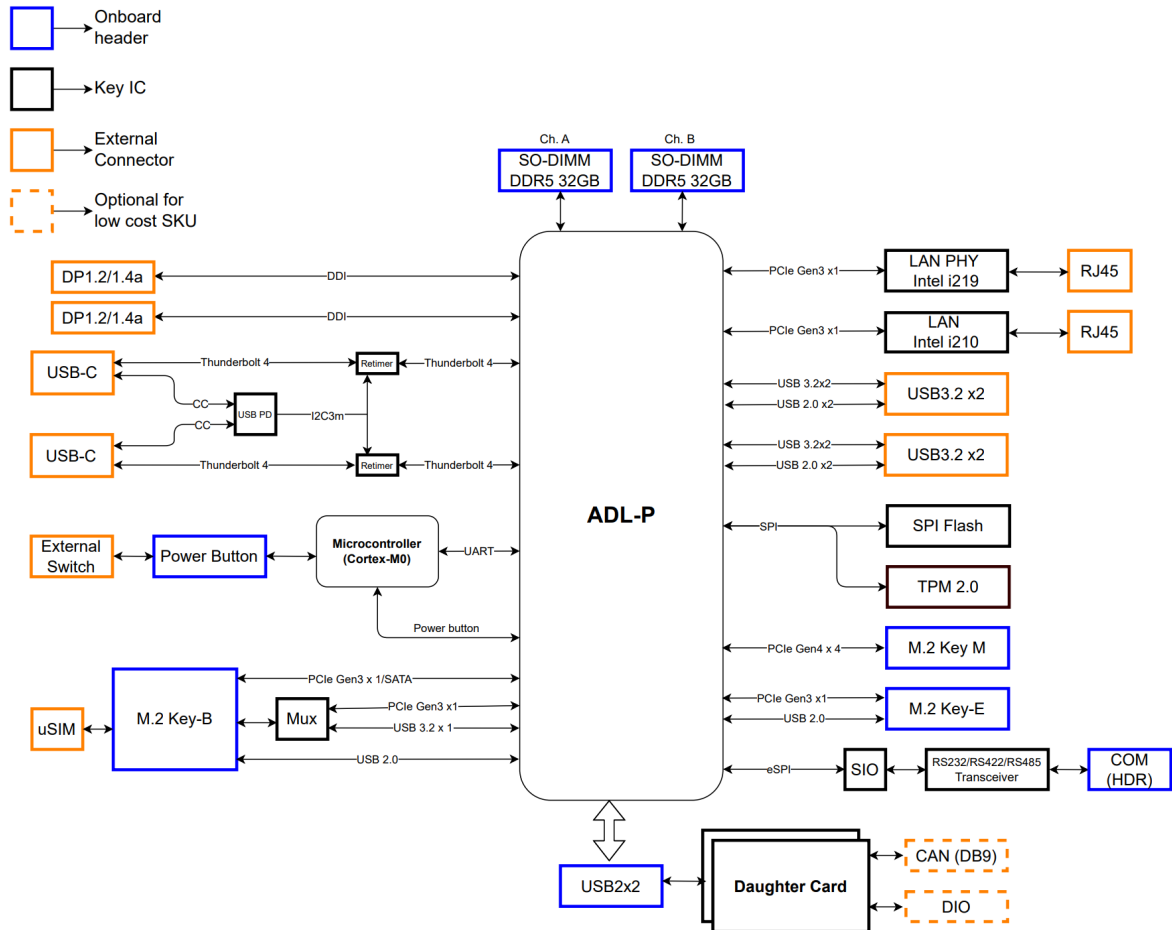 Onboard
header
Key IC
External
Connector
Optional for
low cost SKU
Ch. A
Ch. B
SO-DIMM
DDR5 32GB
SO-DIMM
DDR5 32GB
DP1.2/1.4a
DDI
DP1.2/1.4a
DDI
USB-C
Thunderbolt 4
Retimer
Thunderbolt 4
CC
USB PD
I2C3m
CC
USB-C
Thunderbolt 4
Retimer
Thunderbolt 4
External
Switch
Power Button
Microcontroller
(Cortex-M0)
UART
Power button
uSIM
M.2 Key-B
PCIe Gen3 x 1/SATA
Mux
PCIe Gen3 x1
USB 3.2 x 1
USB 2.0
ADL-P
PCIe Gen3 x1
LAN PHY
Intel i219
RJ45
PCIe Gen3 x1
LAN
Intel i210
RJ45
USB 3.2x2
USB 2.0 x2
USB3.2 x2
USB 3.2x2
USB 2.0 x2
USB3.2 x2
SPI
SPI Flash
TPM 2.0
PCIe Gen4 x 4
M.2 Key M
PCIe Gen3 x1
USB 2.0
M.2 Key-E
eSPI
SIO
RS232/RS422/RS485
Transceiver
COM
(HDR)
USB2x2
Daughter Card
CAN (DB9)
DIO